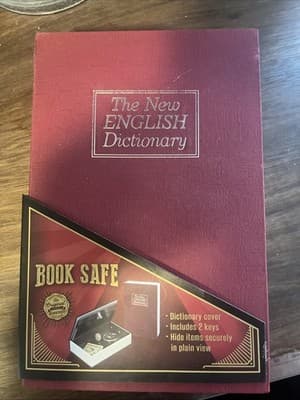 The New
ENGLISH
Dictionary
BOOK SAFE
• Dictionary cover
• Includes 2 keys
• Hide items securely
in plain view